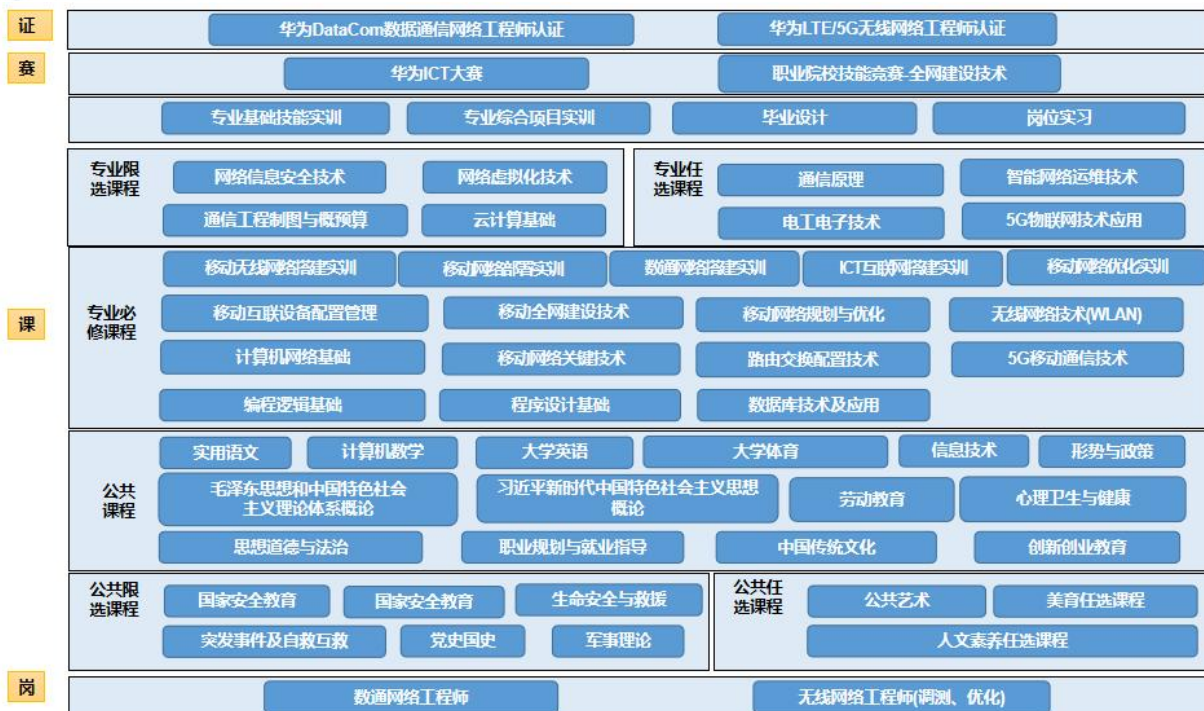 证
华为DataCom数据通信网络工程师认证
华为LTE/5G无线网络工程师认证
赛
华为ICT大赛
职业院校技能竞赛-全网建设技术
专业基础技能实训
专业综合项目实训
毕业设计
岗位实习
课
专业限
选课程
网络信息安全技术
网络虚拟化技术
通信工程制图与概预算
云计算基础
专业任
选课程
通信原理
智能网络运维技术
电工电子技术
5G物联网技术应用
专业必
修课程
移动无线网络搭建实训
移动网络部署实训
数通网络搭建实训
ICT互联网搭建实训
移动网络优化实训
移动互联设备配置管理
移动全网建设技术
移动网络规划与优化
无线网络技术(WLAN)
计算机网络基础
移动网络关键技术
路由交换配置技术
5G移动通信技术
编程逻辑基础
程序设计基础
数据库技术及应用
公共
课程
实用语文
计算机数学
大学英语
大学体育
信息技术
形势与政策
毛泽东思想和中国特色社会
主义理论体系概论
习近平新时代中国特色社会主义思想
概论
劳动教育
心理卫生与健康
思想道德与法治
职业规划与就业指导
中国传统文化
创新创业教育
公共限
选课程
国家安全教育
国家安全教育
生命安全与救援
突发事件及自救互救
党史国史
军事理论
公共任
选课程
公共艺术
美育任选课程
人文素养任选课程
岗
数通网络工程师
无线网络工程师(调测、优化)